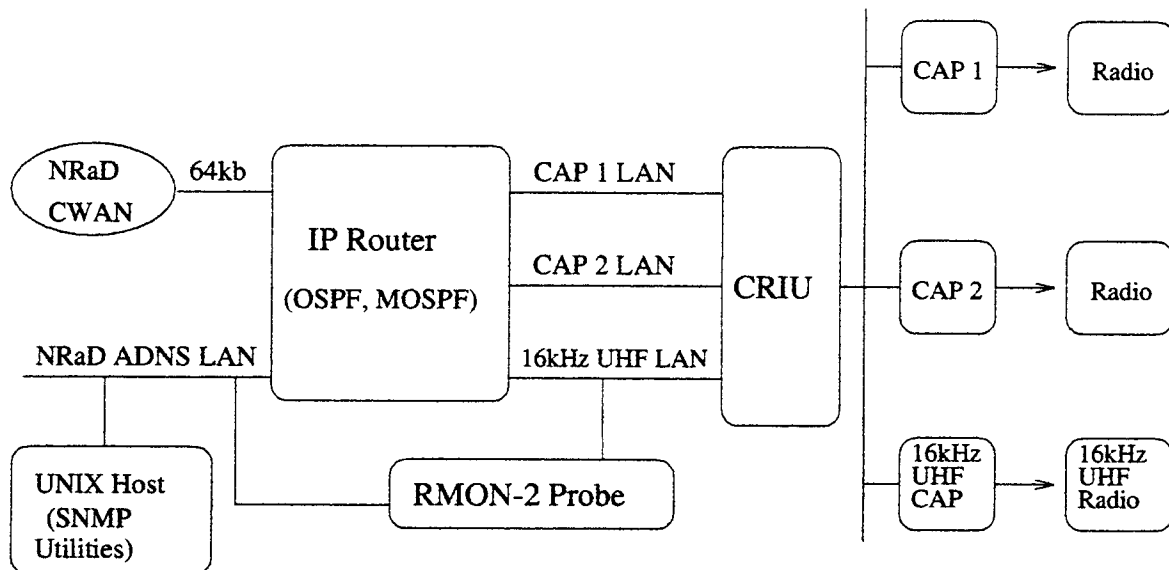 NRaD
CWAN
64kb
IP Router
(OSPF, MOSPF)
NRaD ADNS LAN
UNIX Host
(SNMP
Utilities)
RMON-2 Probe
CAP 1 LAN
CAP 2 LAN
16kHz UHF LAN
CRIU
CAP 1
Radio
CAP 2
Radio
16kHz
UHF
CAP
16kHz
UHF
Radio